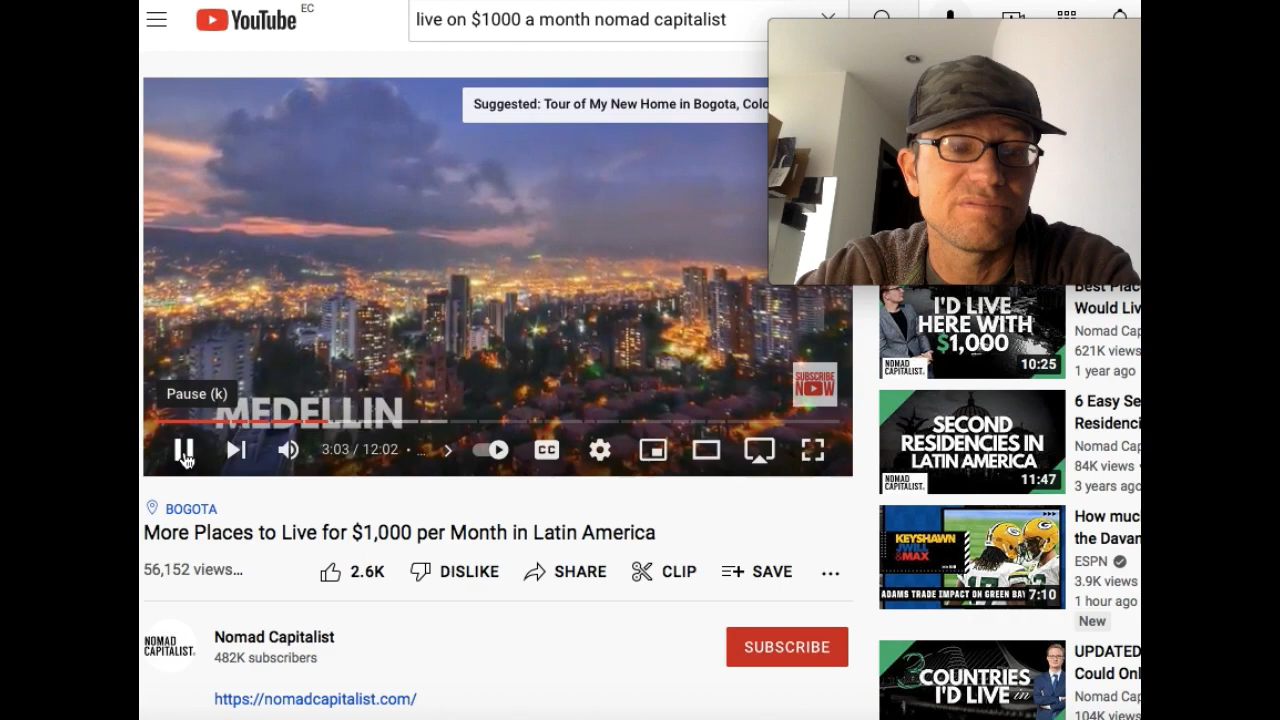 YouTube EC
live on $1000 a month nomad capitalist
Suggested: Tour of My New Home in Bogota, Colo
SUBSCRIBE
NOW
Pause (k)
MEDELLIN
3:03 / 12:02 • ...
CC
BOGOTA
More Places to Live for $1,000 per Month in Latin America
56,152 views...
2.6K
DISLIKE
SHARE
CLIP
SAVE
...
NOMAD
CAPITALIST.
Nomad Capitalist
482K subscribers
SUBSCRIBE
https://nomadcapitalist.com/
I'D LIVE
HERE WITH
$1,000
NOMAD
CAPITALIST.
10:25
Best Plac
Would Liv
Nomad Cap
621K views
1 year ago
SECOND
RESIDENCIES IN
LATIN AMERICA
NOMAD
CAPITALIST.
11:47
6 Easy Se
Residenci
Nomad Cap
84K views
3 years ago
KEYSHAWN
JWILL
&MAX
ADAMS TRADE IMPACT ON GREEN BAY
7:10
How muc
the Davan
ESPN
3.9K views
1 hour ago
New
3
COUNTRIES
I'D LIVE in
UPDATED
Could Onl
Nomad Cap
104K views